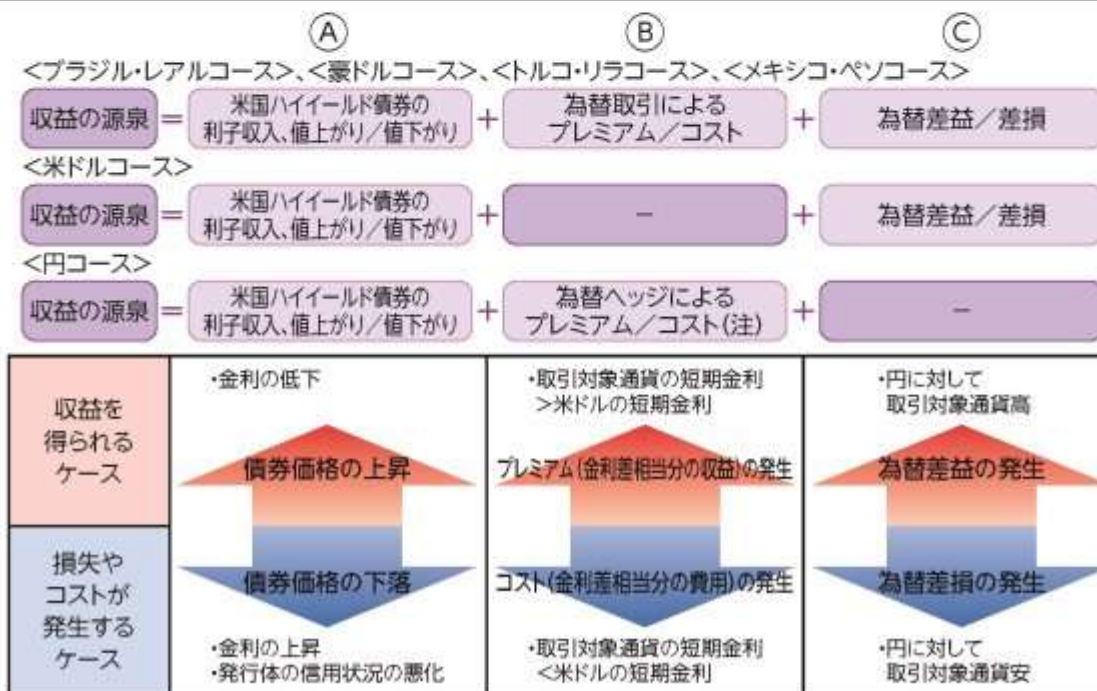 Ⓐ Ⓑ Ⓒ
<ブラジル・レアルコース>、<豪ドルコース>、<トルコ・リラコース>、<メキシコ・ペソコース>
収益の源泉 = 米国ハイイールド債券の
利子収入、値上がり/値下がり + 為替取引による
プレミアム/コスト + 為替差益/差損
<米ドルコース>
収益の源泉 = 米国ハイイールド債券の
利子収入、値上がり/値下がり + − + 為替差益/差損
<円コース>
収益の源泉 = 米国ハイイールド債券の
利子収入、値上がり/値下がり + 為替ヘッジによる
プレミアム/コスト(注) + −
収益を
得られる
ケース
・金利の低下
債券価格の上昇
・取引対象通貨の短期金利
>米ドルの短期金利
プレミアム(金利差相当分の収益)の発生
・円に対して
取引対象通貨高
為替差益の発生
損失や
コストが
発生する
ケース
債券価格の下落
・金利の上昇
・発行体の信用状況の悪化
コスト(金利差相当分の費用)の発生
・取引対象通貨の短期金利
<米ドルの短期金利
為替差損の発生
・円に対して
取引対象通貨安